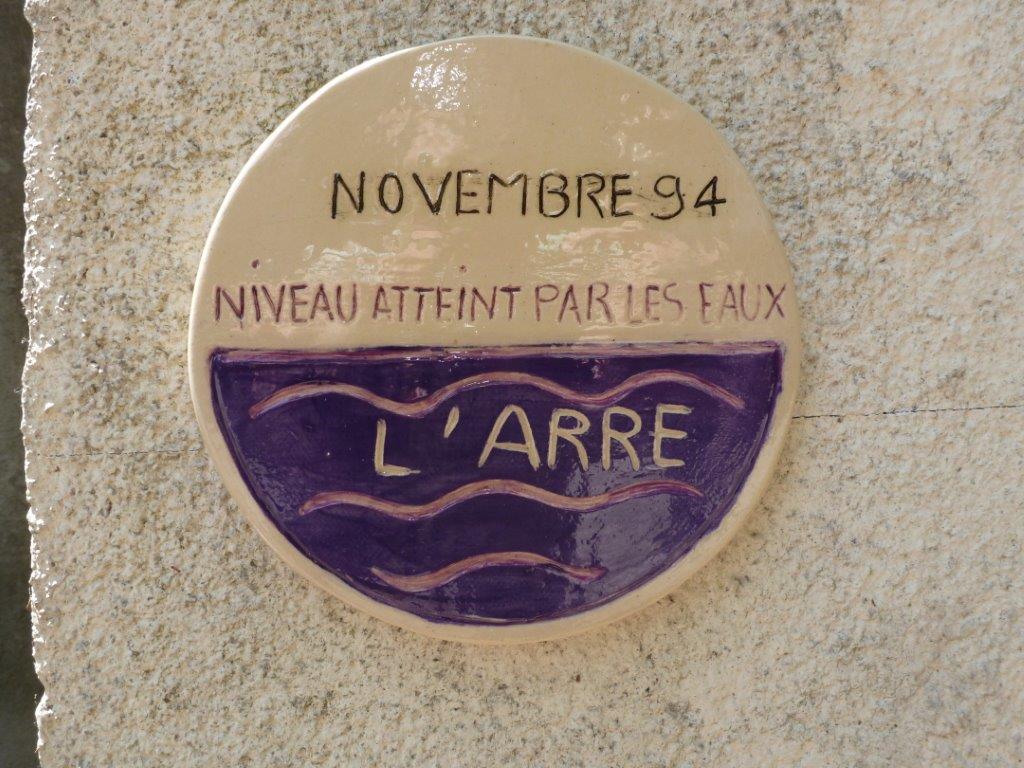 NOVEMBRE 94
NIVEAU ATTEINT PAR LES EAUX
L'ARRE